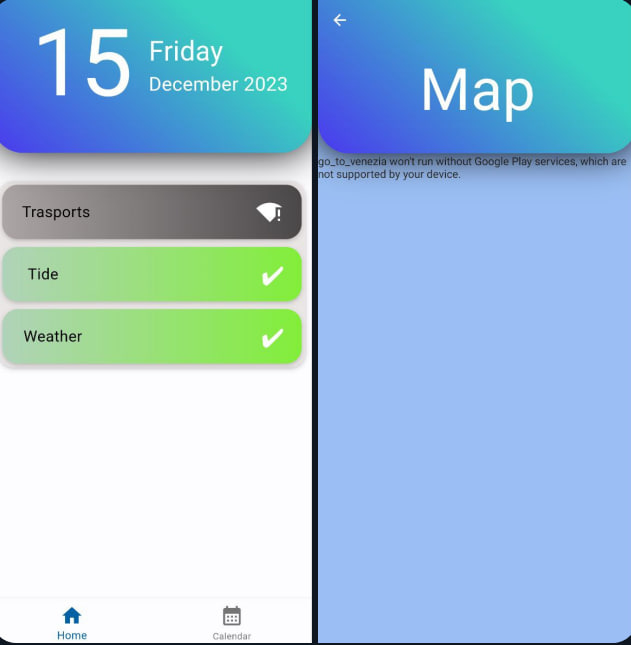 15
Friday
December 2023
Trasports
Tide
Weather
Home
Calendar
Map
go_to_venezia won't run without Google Play services, which are
not supported by your device.